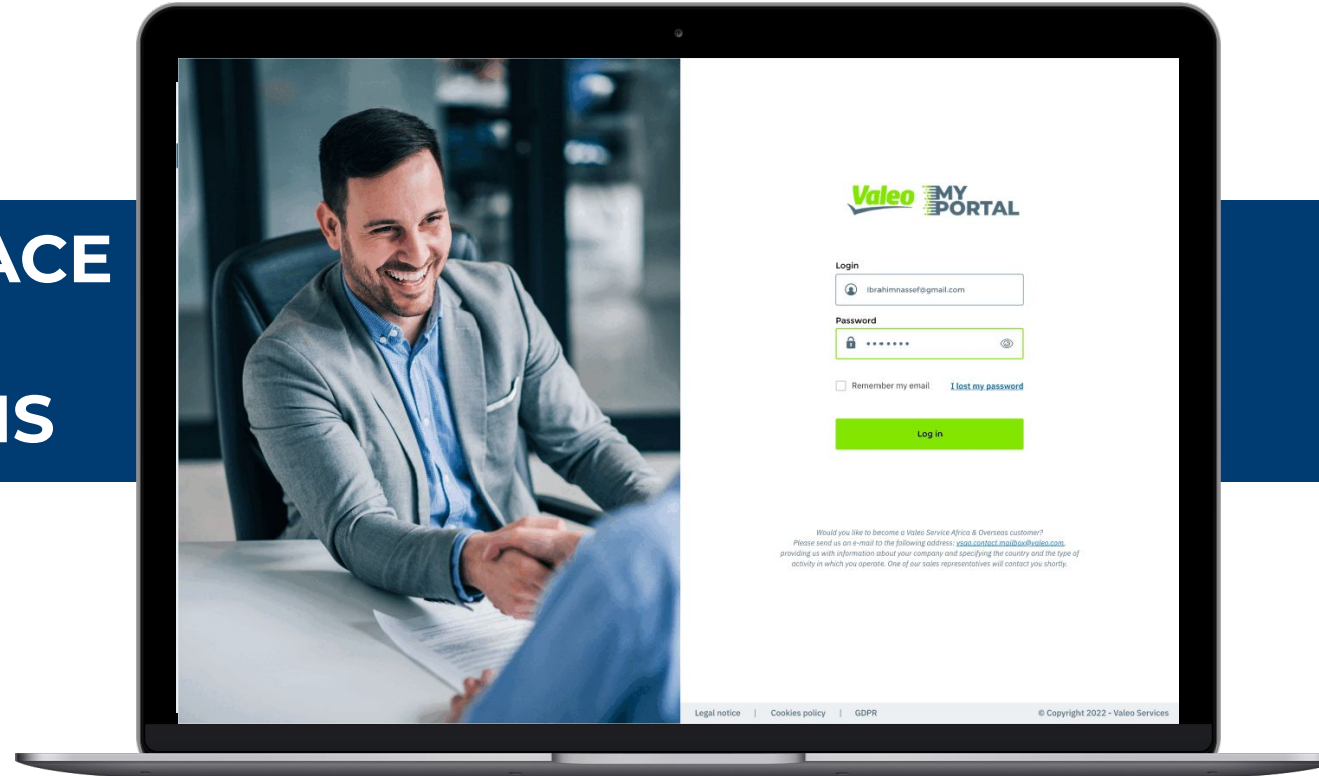 ACE
IS
Valeo MY
PORTAL
Login
Ibrahimnassef@gmail.com
Password
•••••••
Remember my email I lost my password
Log in
Would you like to become a Valeo Service Africa & Overseas customer?
Please send us an e-mail to the following address: vsao.contact.mailbox@valeo.com,
providing us with information about your company and specifying the country and the type of
activity in which you operate. One of our sales representatives will contact you shortly.
Legal notice | Cookies policy | GDPR © Copyright 2022 - Valeo Services